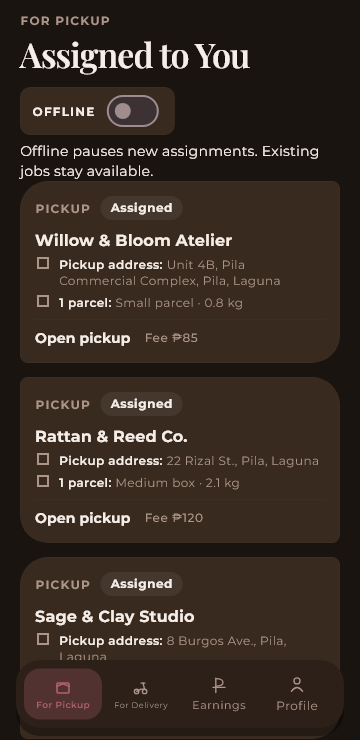 FOR PICKUP
Assigned to You
OFFLINE
Offline pauses new assignments. Existing
jobs stay available.
PICKUP Assigned
Willow & Bloom Atelier
Pickup address: Unit 4B, Pila
Commercial Complex, Pila, Laguna
1 parcel: Small parcel · 0.8 kg
Open pickup Fee ₱85
PICKUP Assigned
Rattan & Reed Co.
Pickup address: 22 Rizal St., Pila, Laguna
1 parcel: Medium box · 2.1 kg
Open pickup Fee ₱120
PICKUP Assigned
Sage & Clay Studio
Pickup address: 8 Burgos Ave., Pila,
Laguna
For Pickup For Delivery Earnings Profile